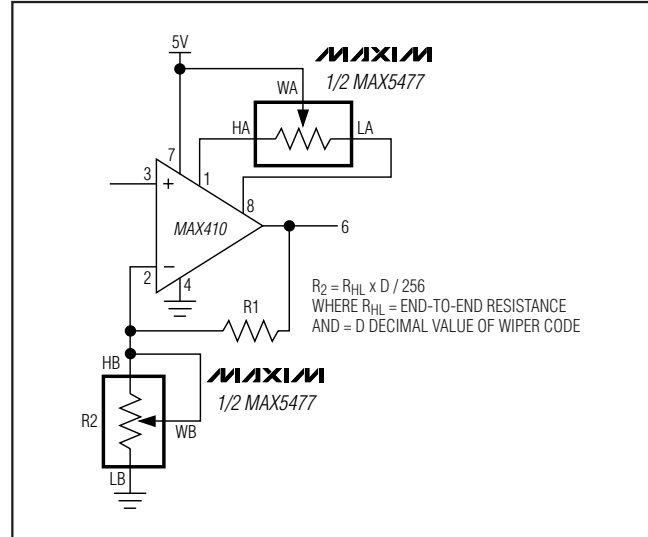 5V
MAXIM
1/2 MAX5477
WA
HA
LA
7
3
+
1
8
MAX410
6
2
−
4
R1
R2 = RHL x D / 256
WHERE RHL = END-TO-END RESISTANCE
AND = D DECIMAL VALUE OF WIPER CODE
HB
MAXIM
1/2 MAX5477
R2
WB
LB